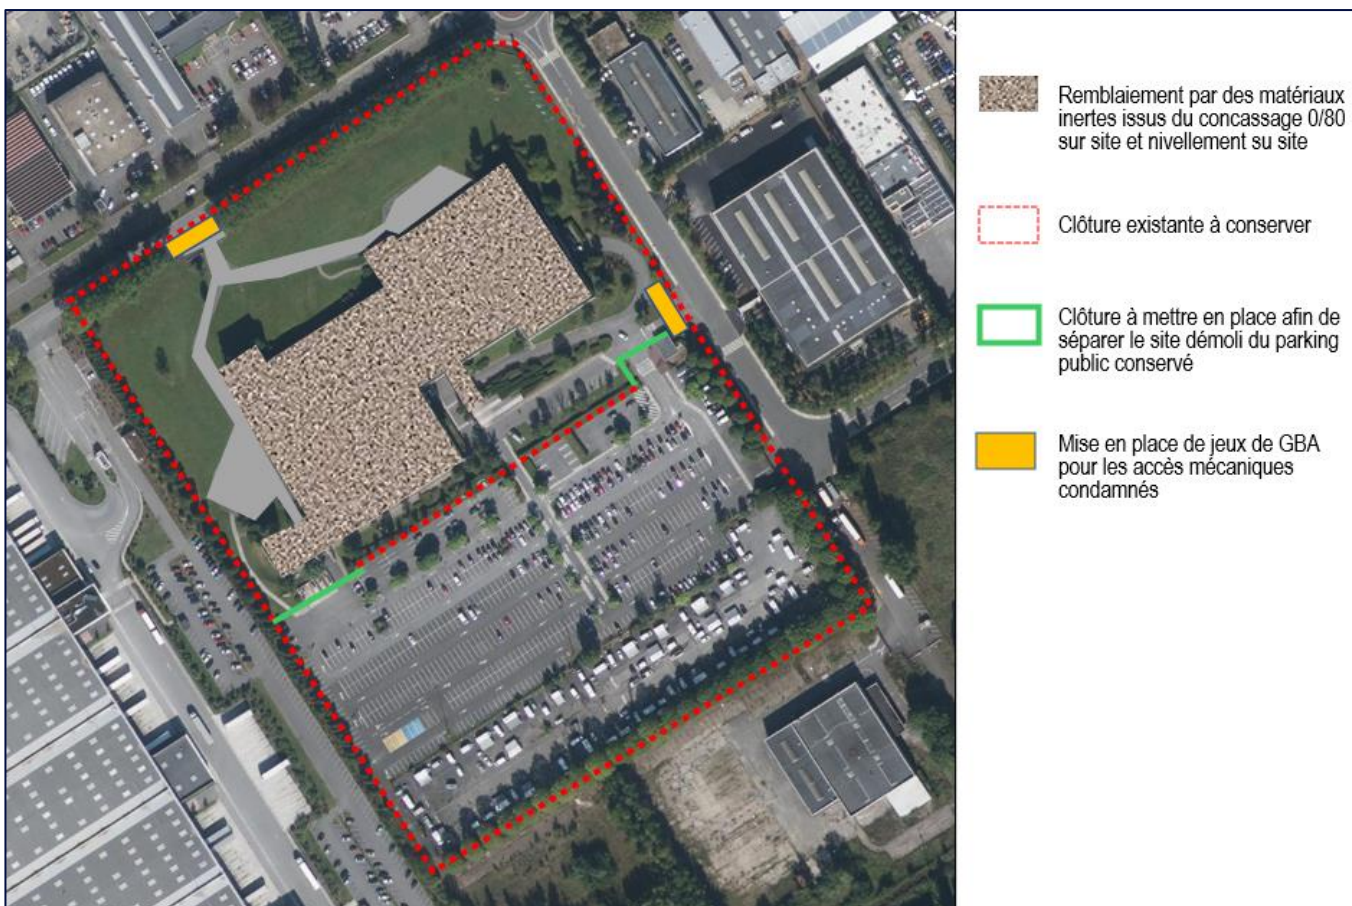 Remblaiement par des matériaux
inertes issus du concassage 0/80
sur site et nivellement su site
Clôture existante à conserver
Clôture à mettre en place afin de
séparer le site démoli du parking
public conservé
Mise en place de jeux de GBA
pour les accès mécaniques
condamnés